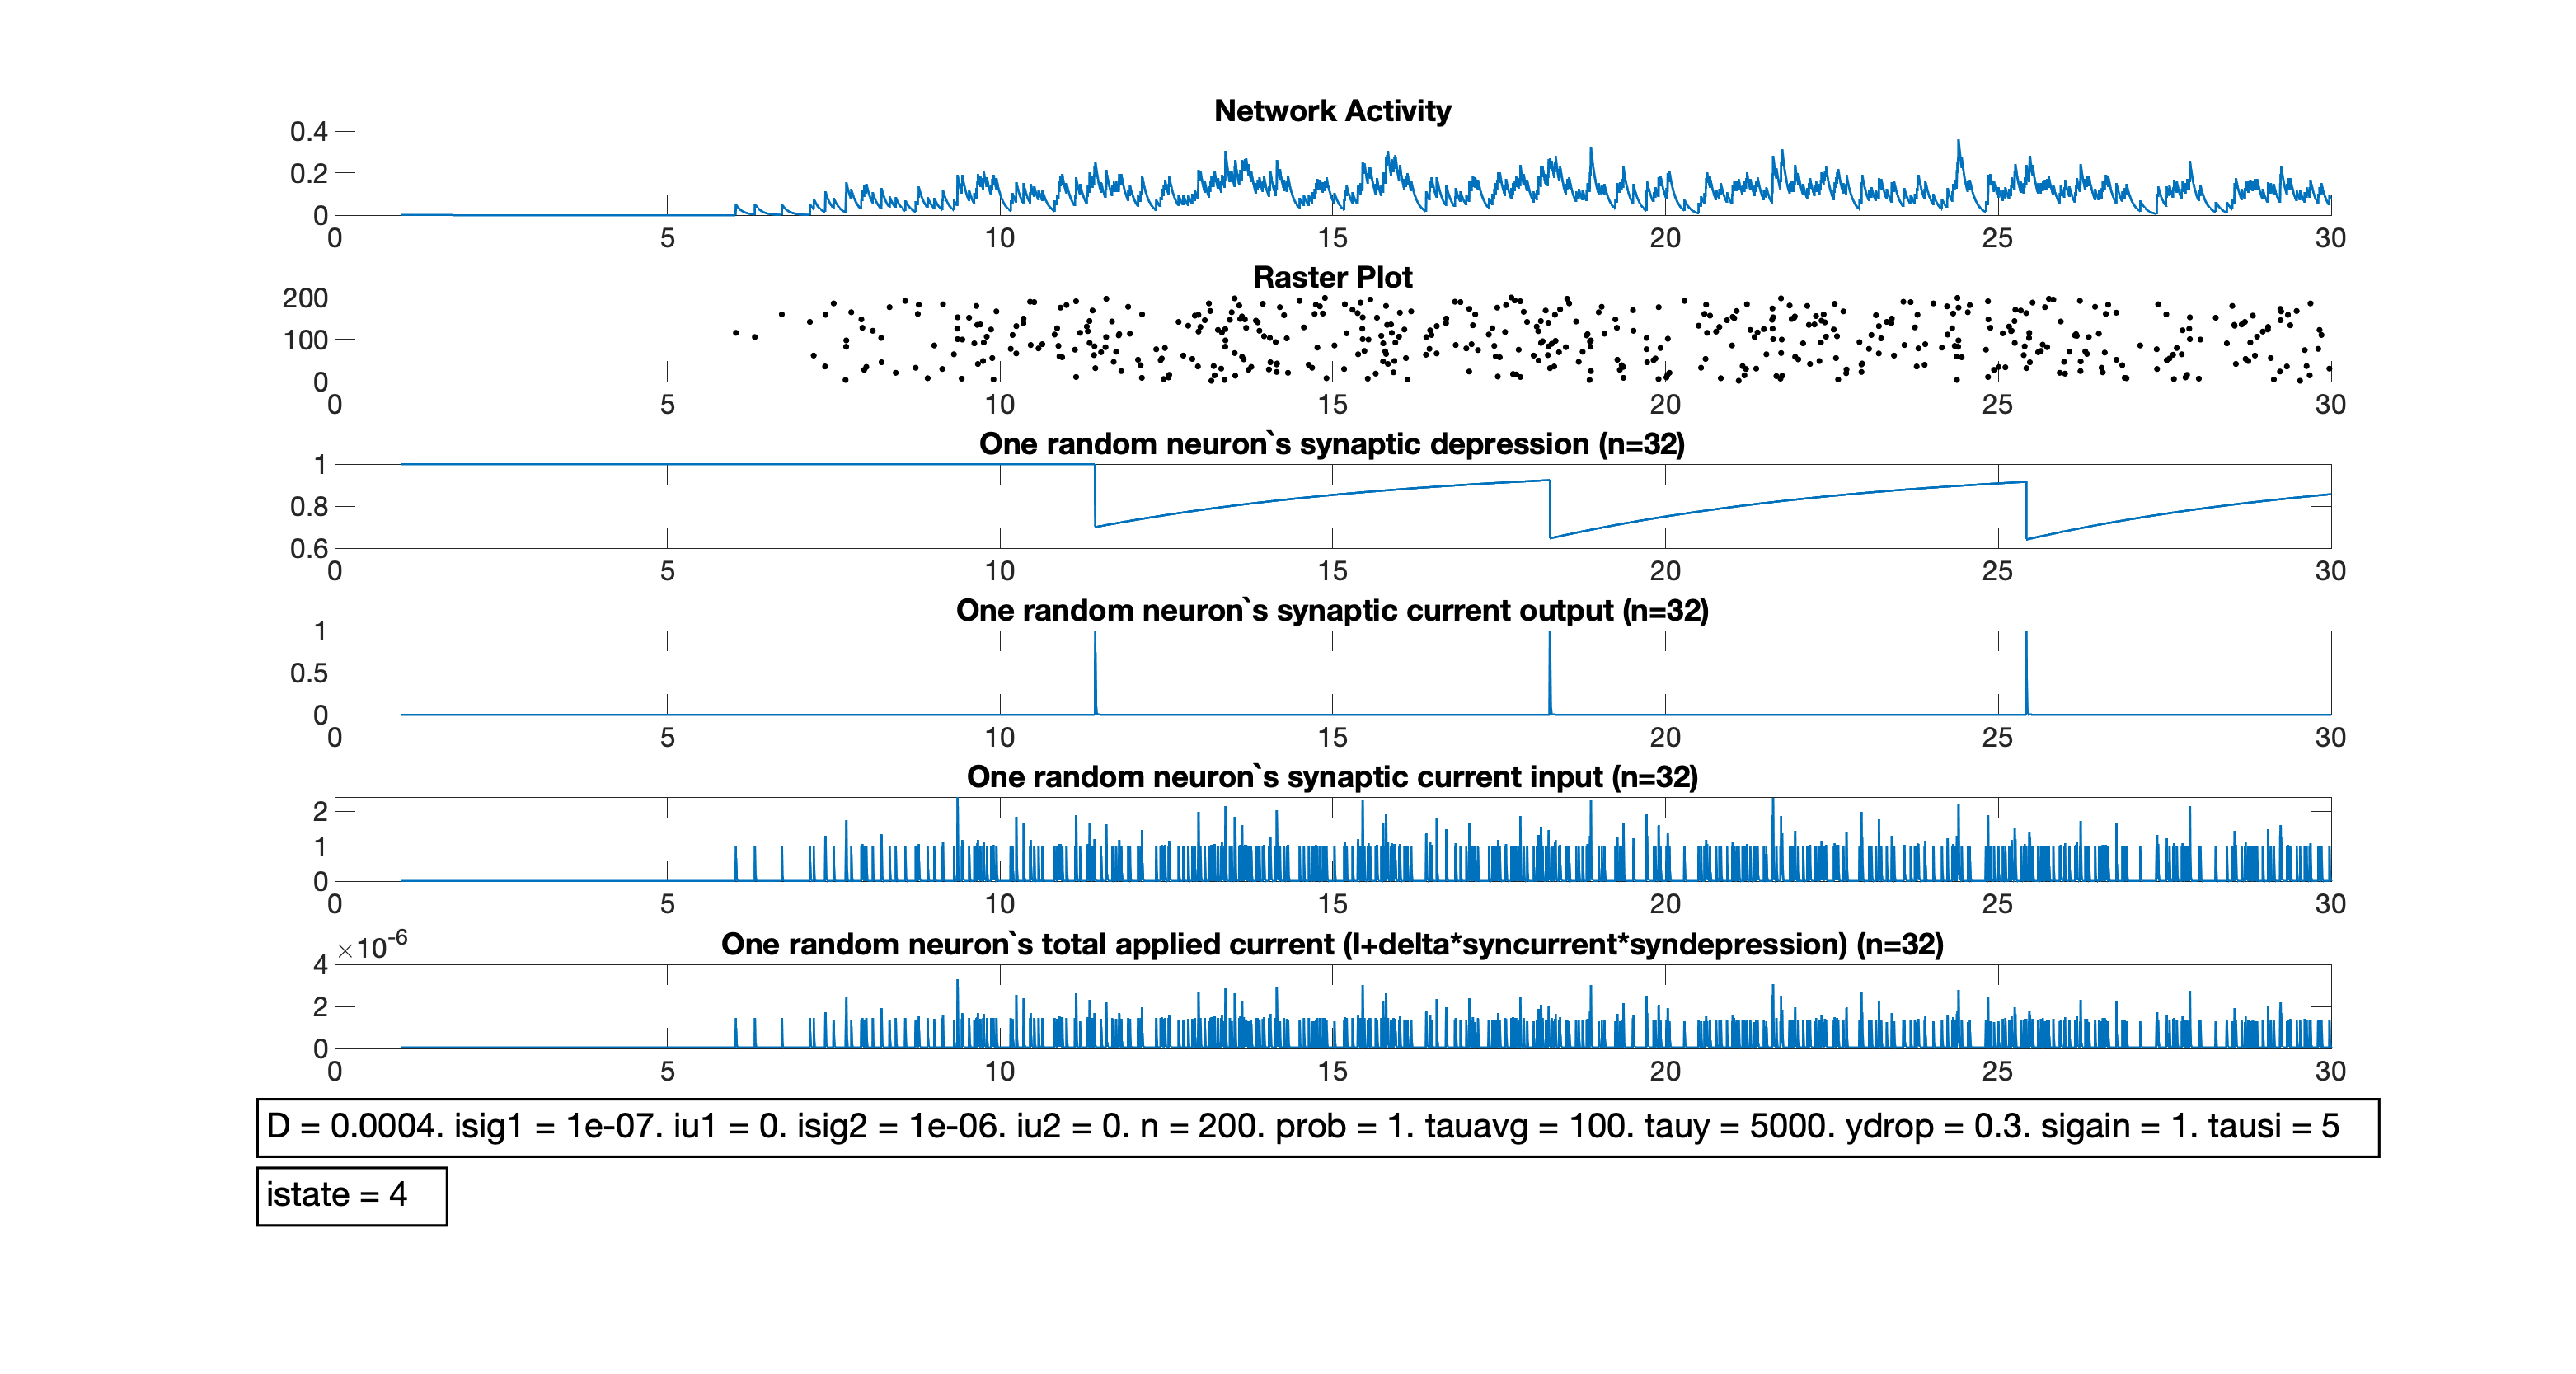 Network Activity
0.4
0.2
0
0 5 10 15 20 25 30
Raster Plot
200
100
0
0 5 10 15 20 25 30
One random neuron`s synaptic depression (n=32)
1
0.8
0.6
0 5 10 15 20 25 30
One random neuron`s synaptic current output (n=32)
1
0.5
0
0 5 10 15 20 25 30
One random neuron`s synaptic current input (n=32)
2
1
0
0 5 10 15 20 25 30
×10-6
One random neuron`s total applied current (I+delta*syncurrent*syndepression) (n=32)
4
2
0
0 5 10 15 20 25 30
D = 0.0004. isig1 = 1e-07. iu1 = 0. isig2 = 1e-06. iu2 = 0. n = 200. prob = 1. tauavg = 100. tauy = 5000. ydrop = 0.3. sigain = 1. tausi = 5
istate = 4